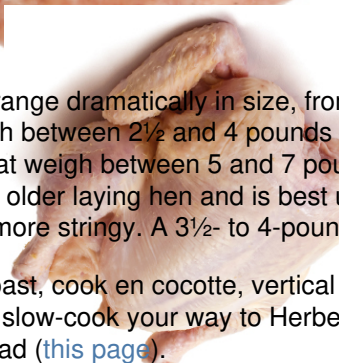 ange dramatically in size, fro
h between 2½ and 4 pounds
at weigh between 5 and 7 pou
older laying hen and is best
more stringy. A 3½- to 4-poun
ast, cook en cocotte, vertical
slow-cook your way to Herbe
ad (this page).